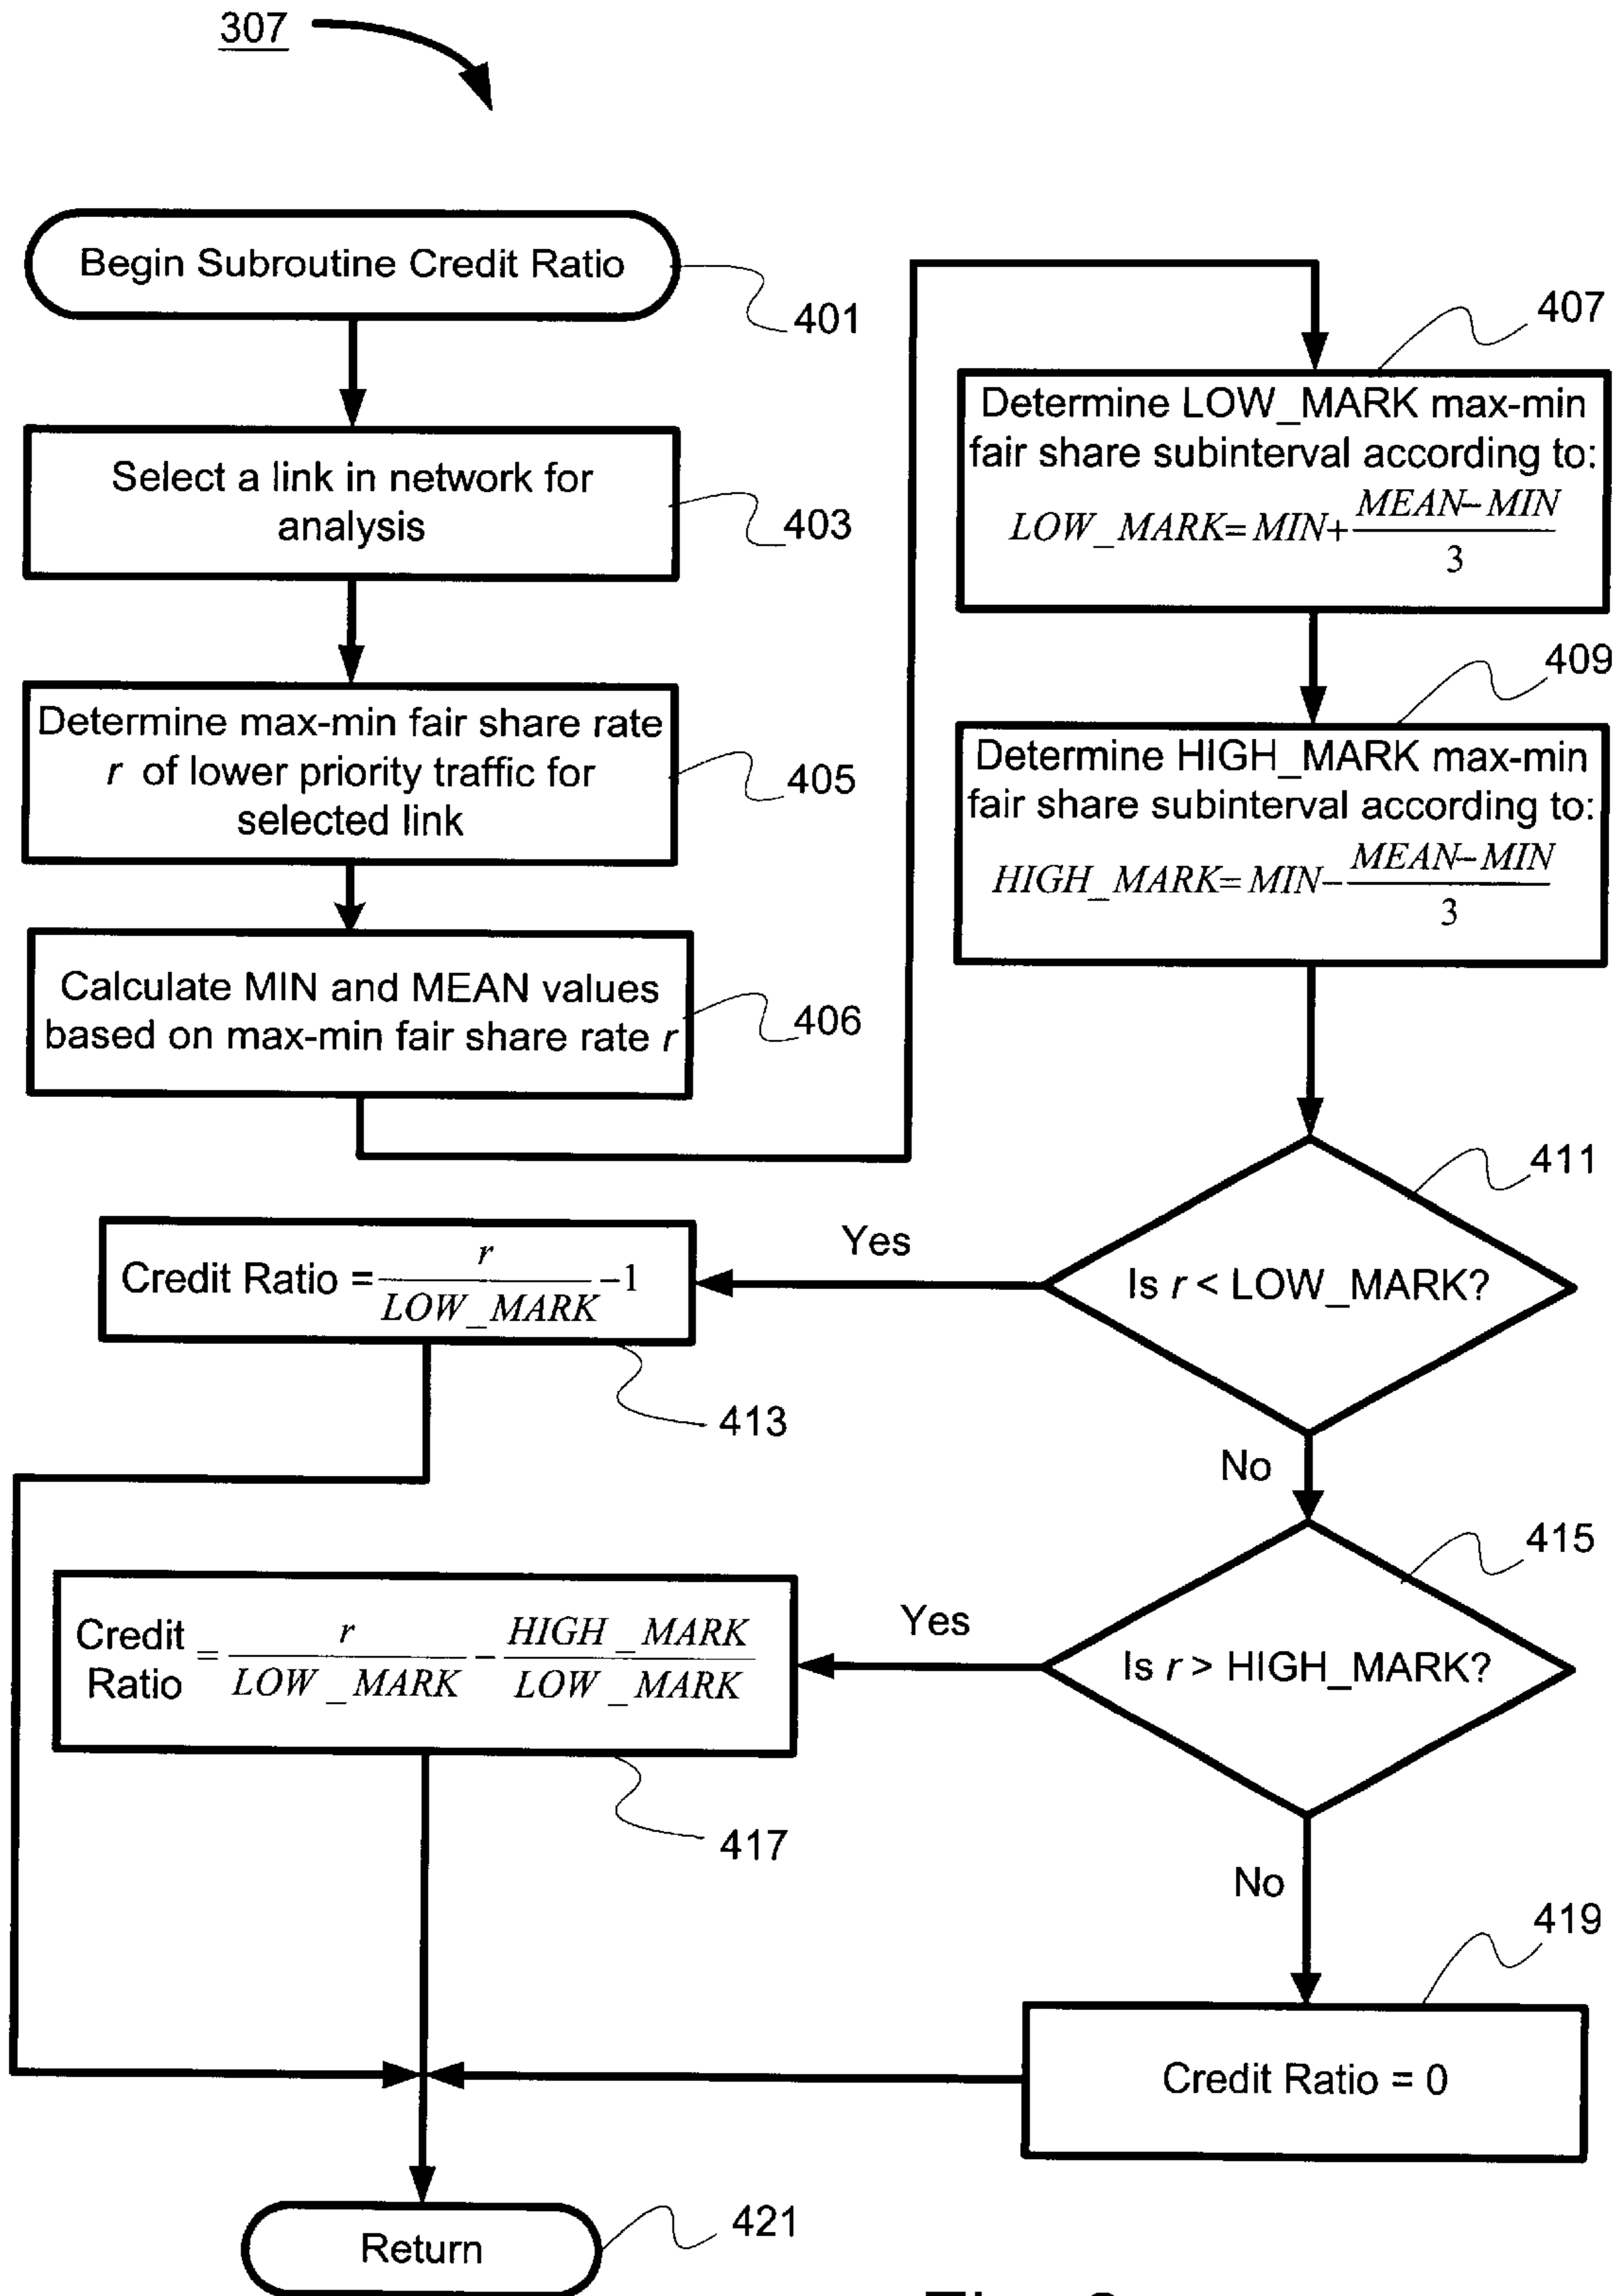 307
Begin Subroutine Credit Ratio
401
Select a link in network for
analysis
403
Determine max-min fair share rate
r of lower priority traffic for
selected link
405
Calculate MIN and MEAN values
based on max-min fair share rate r
406
407
Determine LOW_MARK max-min
fair share subinterval according to:
LOW_MARK=MIN+ MEAN–MIN
3
409
Determine HIGH_MARK max-min
fair share subinterval according to:
HIGH_MARK=MIN– MEAN–MIN
3
411
Is r < LOW_MARK?
Yes
Credit Ratio = r –1
LOW_MARK
413
No
415
Is r > HIGH_MARK?
Yes
Credit
Ratio
= r – HIGH_MARK
LOW_MARK LOW_MARK
417
No
419
Credit Ratio = 0
Return
421